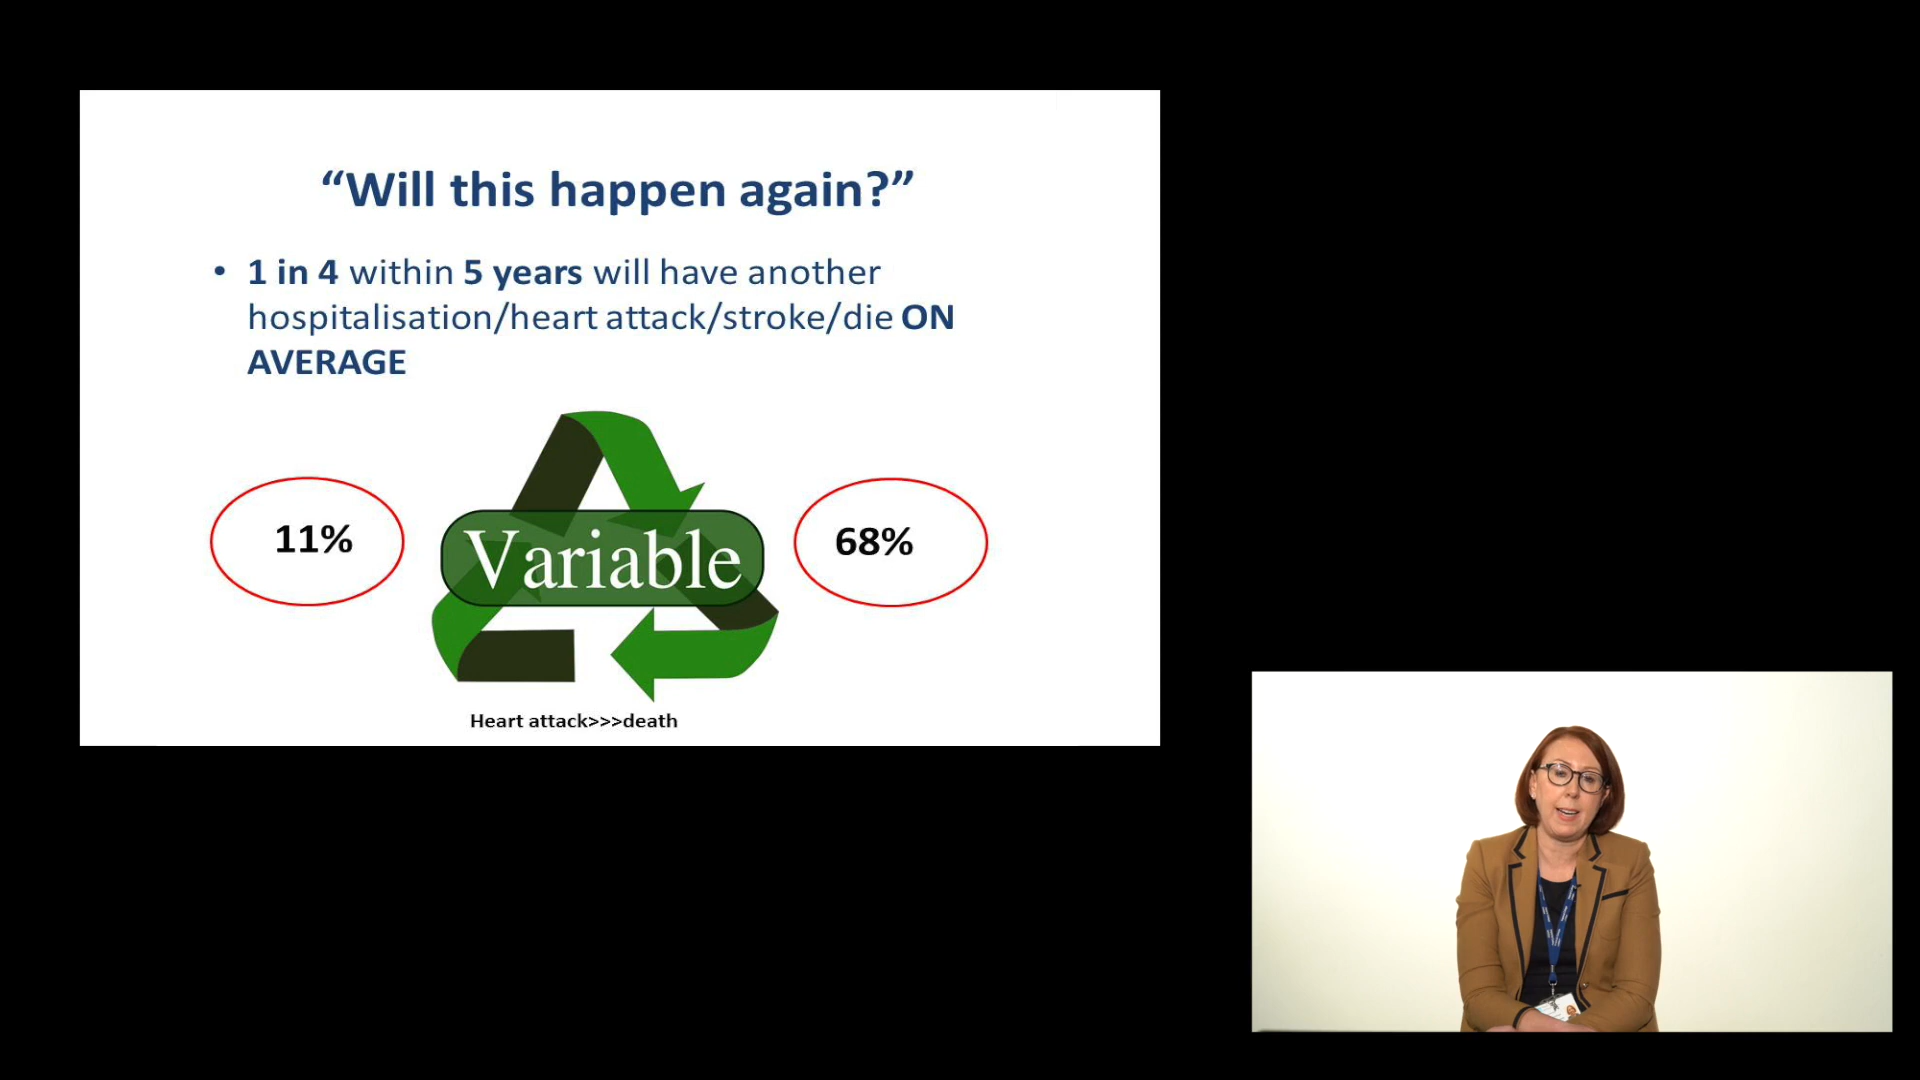 “Will this happen again?”
• 1 in 4 within 5 years will have another
hospitalisation/heart attack/stroke/die ON
AVERAGE
11%
Variable
68%
Heart attack>>>death